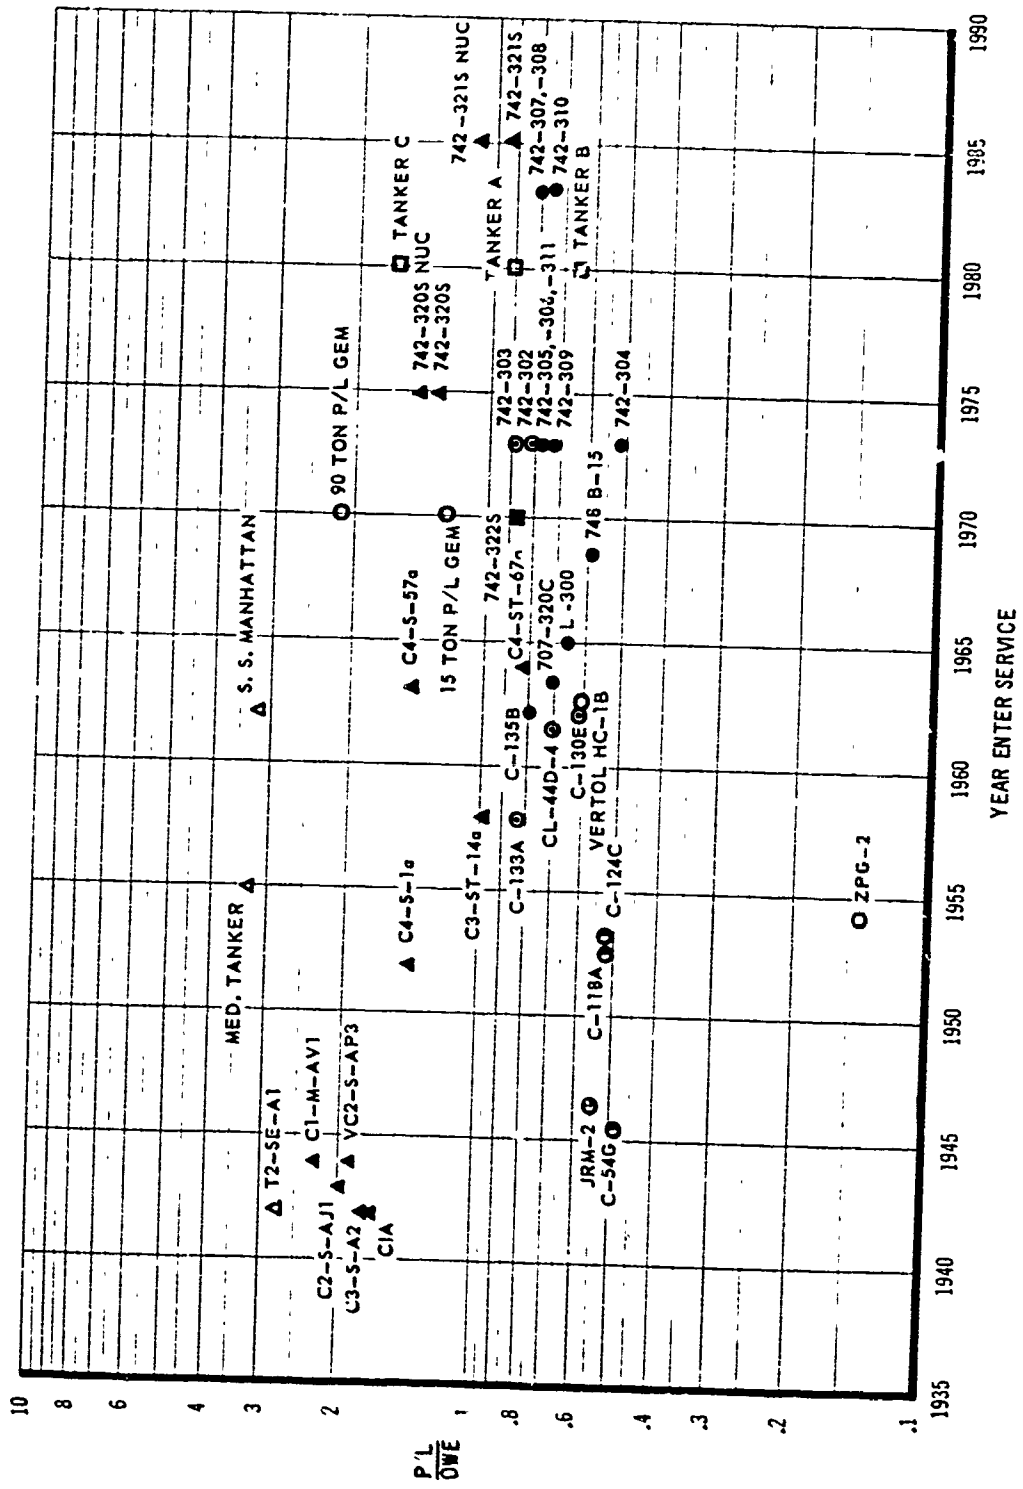 10
8
6
4
3
2
1
.8
.6
.4
.3
.2
.1
P/L
OWE
1935
1940
1945
1950
1955
1960
1965
1970
1975
1980
1985
1990
YEAR ENTER SERVICE
T2-SE-A1
C1-M-AV1
C2-S-AJ1
VC2-S-AP3
C3-S-A2
CIA
JRM-2
C-54G
MED. TANKER
C4-S-1a
C3-ST-14a
C-133A
C-118A
C-124C
ZPG-2
S. S. MANHATTAN
C4-S-57a
C4-ST-67a
C-135B
707-320C
CL-44D-4
L-300
C-130E
VERTOL HC-1B
746 B-15
90 TON P/L GEM
15 TON P/L GEM
742-322S
742-320S NUC
742-320S
742-303
742-302
742-305,-306,-311
742-309
742-304
TANKER C
TANKER A
TANKER B
742-321S NUC
742-321S
742-307,-308
742-310